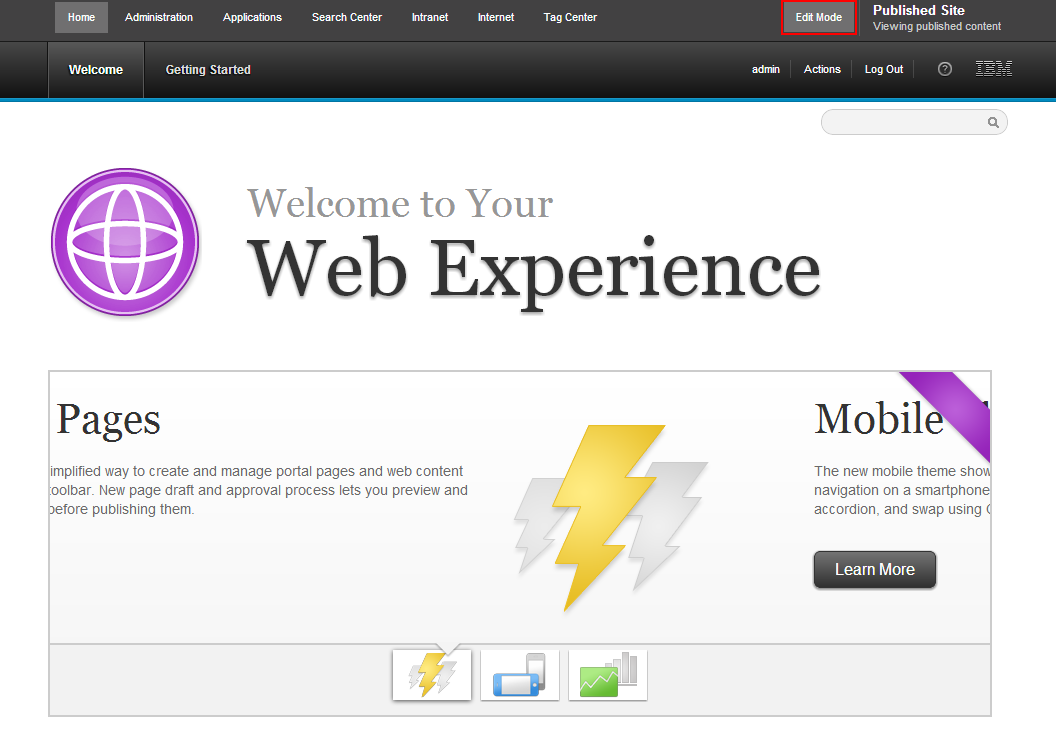 Home Administration Applications Search Center Intranet Internet Tag Center Edit Mode Published Site
Viewing published content
Welcome Getting Started admin Actions Log Out ? IBM
Welcome to Your
Web Experience
Pages
implified way to create and manage portal pages and web content
oolbar. New page draft and approval process lets you preview and
before publishing them.
Mobile
The new mobile theme show
navigation on a smartphone
accordion, and swap using
Learn More